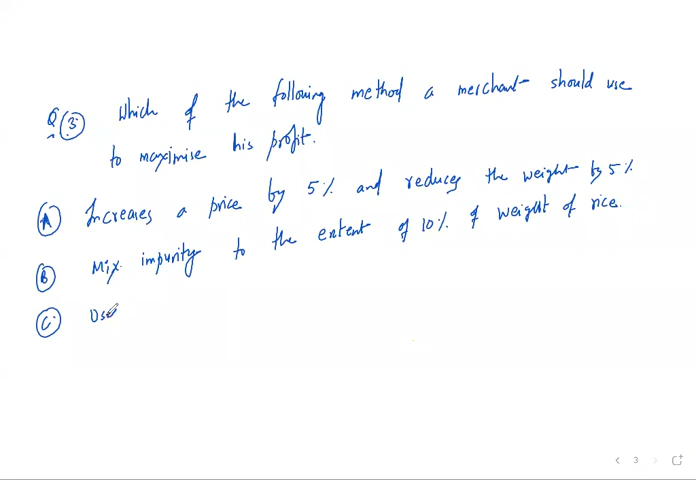 Q (3) Which of the following method a merchant should use
to maximise his profit.
(A) Increases a price by 5% and reduces the weight by 5%
(B) Mix impurity to the extent of 10% of weight of rice.
(C) Use
< 3 >